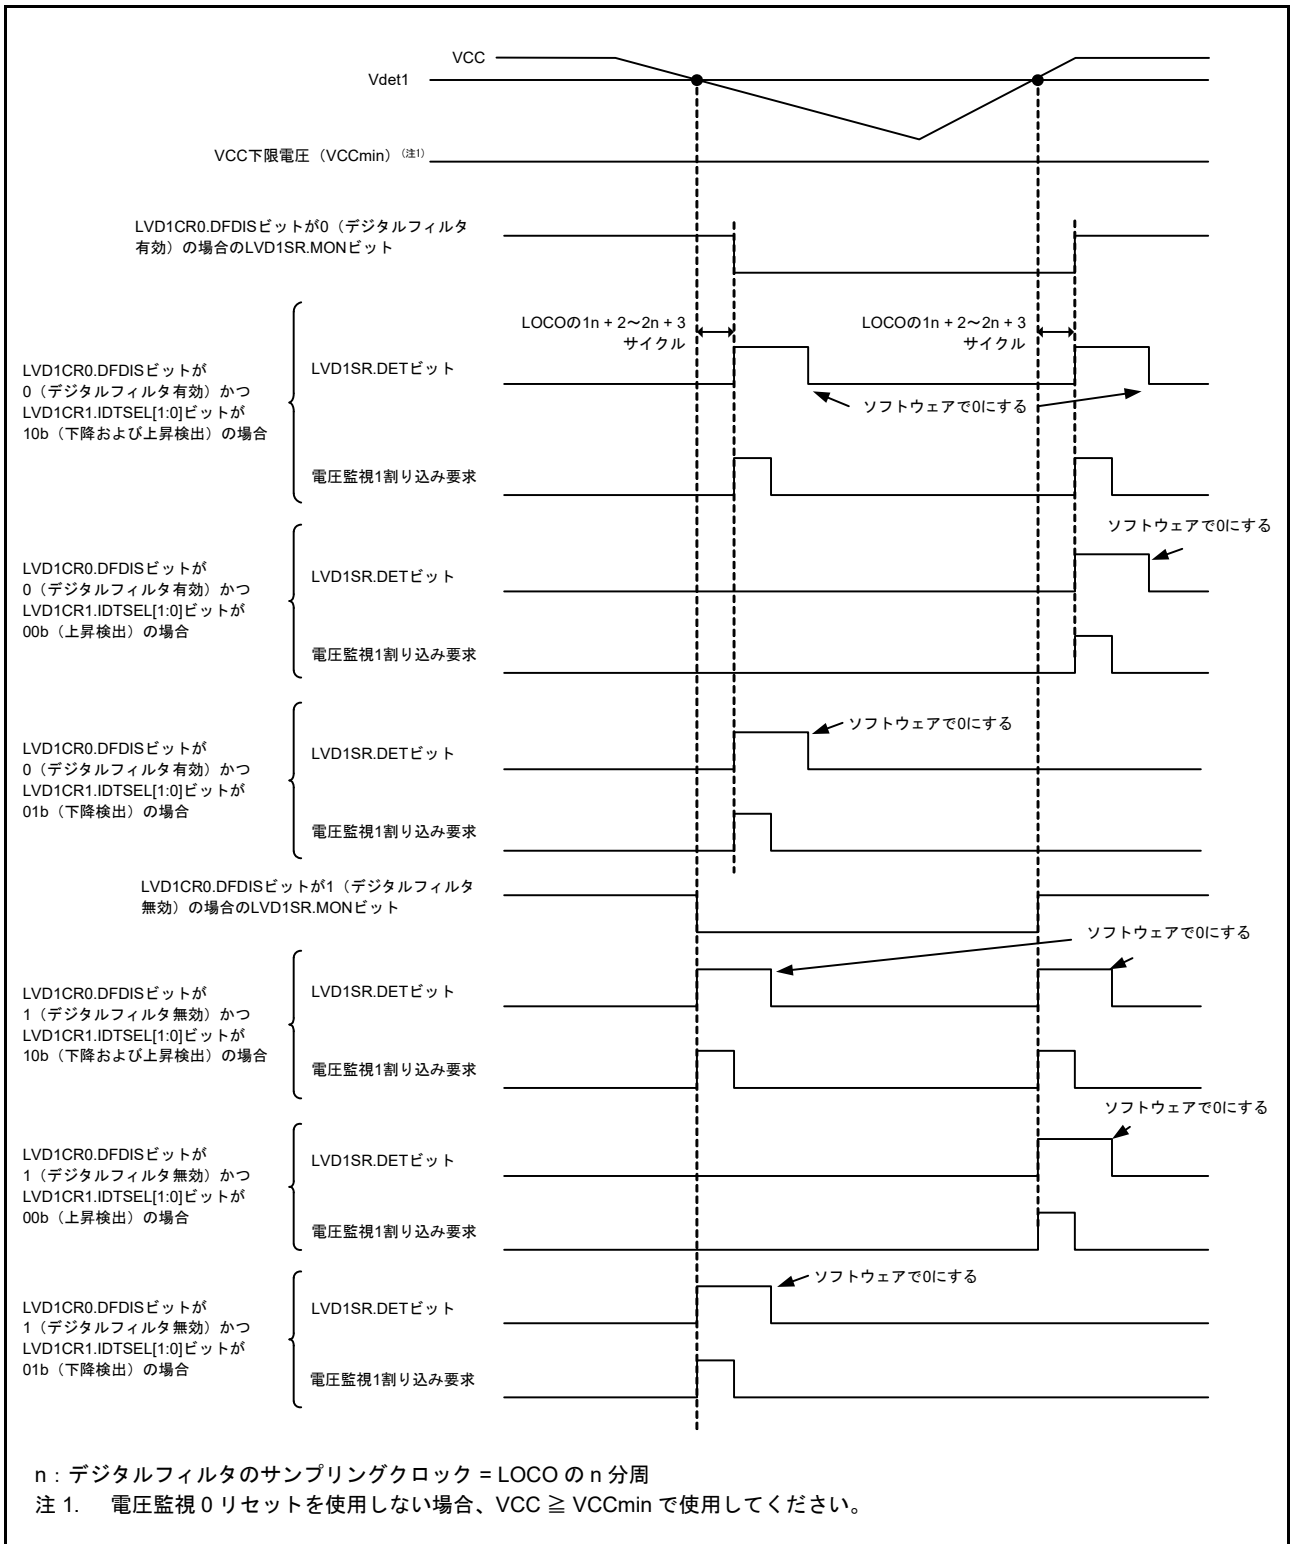 VCC
Vdet1
VCC下限電圧（VCCmin）（注1）
LVD1CR0.DFDISビットが0（デジタルフィルタ
有効）の場合のLVD1SR.MONビット
LOCOの1n + 2～2n + 3
サイクル
LOCOの1n + 2～2n + 3
サイクル
LVD1CR0.DFDISビットが
0（デジタルフィルタ有効）かつ
LVD1CR1.IDTSEL[1:0]ビットが
10b（下降および上昇検出）の場合
LVD1SR.DETビット
ソフトウェアで0にする
電圧監視1割り込み要求
ソフトウェアで0にする
LVD1CR0.DFDISビットが
0（デジタルフィルタ有効）かつ
LVD1CR1.IDTSEL[1:0]ビットが
00b（上昇検出）の場合
LVD1SR.DETビット
電圧監視1割り込み要求
ソフトウェアで0にする
LVD1CR0.DFDISビットが
0（デジタルフィルタ有効）かつ
LVD1CR1.IDTSEL[1:0]ビットが
01b（下降検出）の場合
LVD1SR.DETビット
電圧監視1割り込み要求
LVD1CR0.DFDISビットが1（デジタルフィルタ
無効）の場合のLVD1SR.MONビット
ソフトウェアで0にする
LVD1CR0.DFDISビットが
1（デジタルフィルタ無効）かつ
LVD1CR1.IDTSEL[1:0]ビットが
10b（下降および上昇検出）の場合
LVD1SR.DETビット
電圧監視1割り込み要求
ソフトウェアで0にする
LVD1CR0.DFDISビットが
1（デジタルフィルタ無効）かつ
LVD1CR1.IDTSEL[1:0]ビットが
00b（上昇検出）の場合
LVD1SR.DETビット
電圧監視1割り込み要求
ソフトウェアで0にする
LVD1CR0.DFDISビットが
1（デジタルフィルタ無効）かつ
LVD1CR1.IDTSEL[1:0]ビットが
01b（下降検出）の場合
LVD1SR.DETビット
電圧監視1割り込み要求
n：デジタルフィルタのサンプリングクロック = LOCO の n 分周
注 1. 電圧監視 0 リセットを使用しない場合、VCC ≧ VCCmin で使用してください。